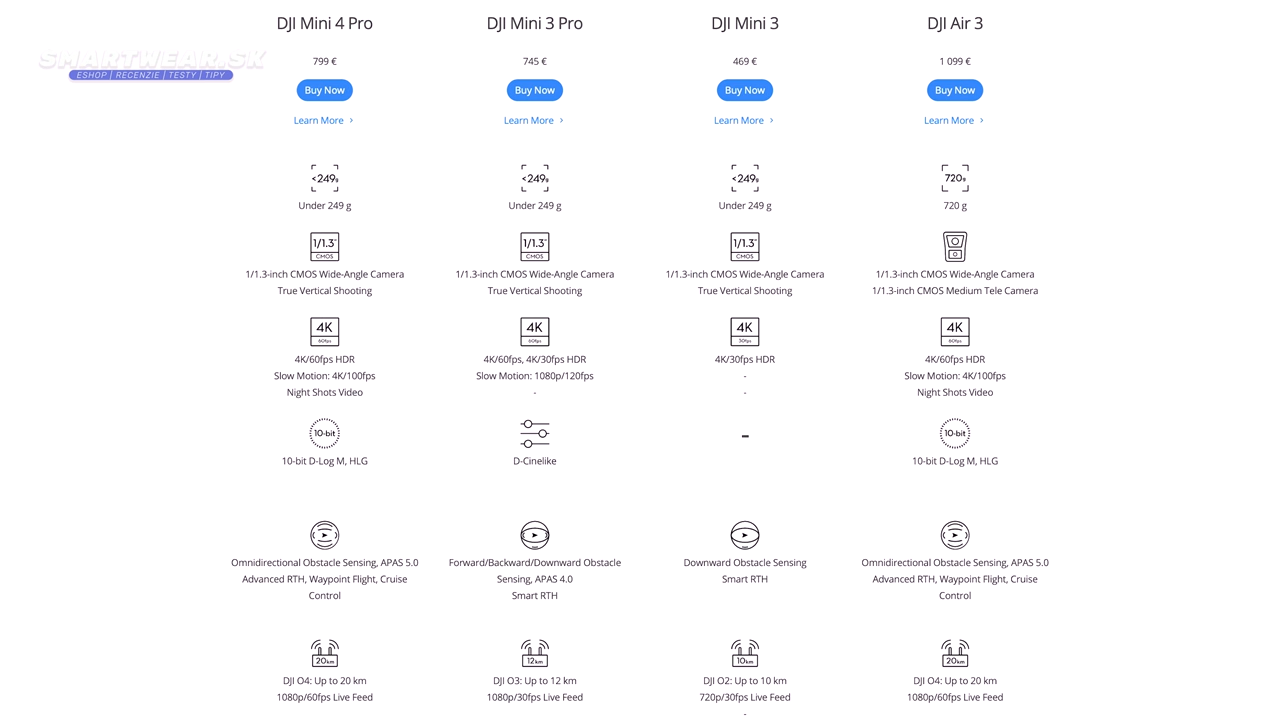 DJI Mini 4 Pro DJI Mini 3 Pro DJI Mini 3 DJI Air 3
SMARTWEAR.SK
ESHOP | RECENZIE | TESTY | TIPY
799 € 745 € 469 € 1 099 €
Buy Now Buy Now Buy Now Buy Now
Learn More > Learn More > Learn More > Learn More >
<249g <249g <249g 720g
Under 249 g Under 249 g Under 249 g 720 g
1/1.3" 1/1.3" 1/1.3"
CMOS CMOS CMOS
1/1.3-inch CMOS Wide-Angle Camera 1/1.3-inch CMOS Wide-Angle Camera 1/1.3-inch CMOS Wide-Angle Camera 1/1.3-inch CMOS Wide-Angle Camera
True Vertical Shooting True Vertical Shooting True Vertical Shooting 1/1.3-inch CMOS Medium Tele Camera
4K 4K 4K 4K
60fps 60fps 30fps 60fps
4K/60fps HDR 4K/60fps, 4K/30fps HDR 4K/30fps HDR 4K/60fps HDR
Slow Motion: 4K/100fps Slow Motion: 1080p/120fps - Slow Motion: 4K/100fps
Night Shots Video - - Night Shots Video
10-bit - 10-bit
10-bit D-Log M, HLG D-Cinelike 10-bit D-Log M, HLG
Omnidirectional Obstacle Sensing, APAS 5.0 Forward/Backward/Downward Obstacle Downward Obstacle Sensing Omnidirectional Obstacle Sensing, APAS 5.0
Advanced RTH, Waypoint Flight, Cruise Sensing, APAS 4.0 Smart RTH Advanced RTH, Waypoint Flight, Cruise
Control Smart RTH Control
20km 12km 10km 20km
DJI O4: Up to 20 km DJI O3: Up to 12 km DJI O2: Up to 10 km DJI O4: Up to 20 km
1080p/60fps Live Feed 1080p/30fps Live Feed 720p/30fps Live Feed 1080p/60fps Live Feed